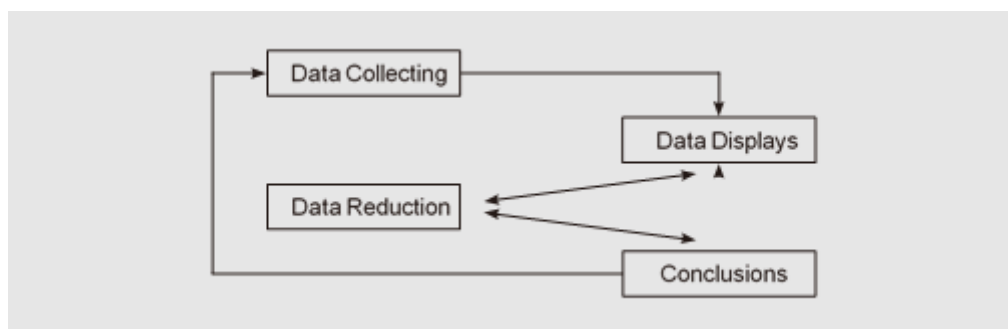 Data Collecting
Data Displays
Data Reduction
Conclusions